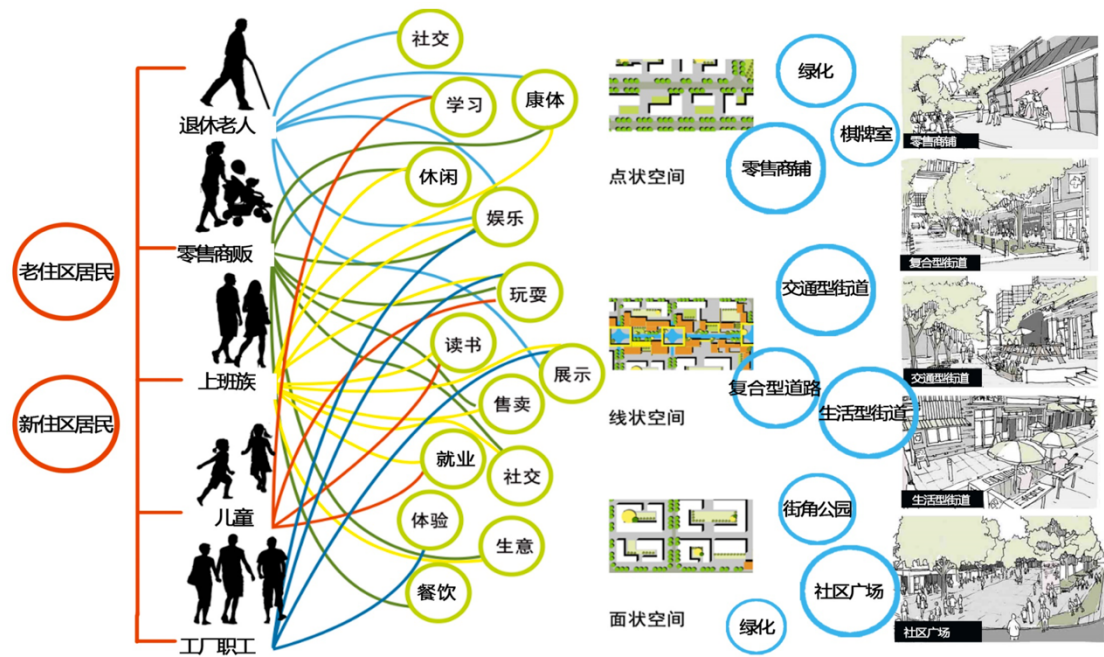 老住区居民
新住区居民
退休老人
零售商贩
上班族
儿童
工厂职工
社交
学习
康体
休闲
娱乐
玩耍
读书
展示
售卖
就业
社交
体验
生意
餐饮
点状空间
线状空间
面状空间
绿化
棋牌室
零售商铺
交通型街道
复合型道路
生活型街道
街角公园
社区广场
绿化
零售商铺
复合型街道
交通型街道
生活型街道
社区广场